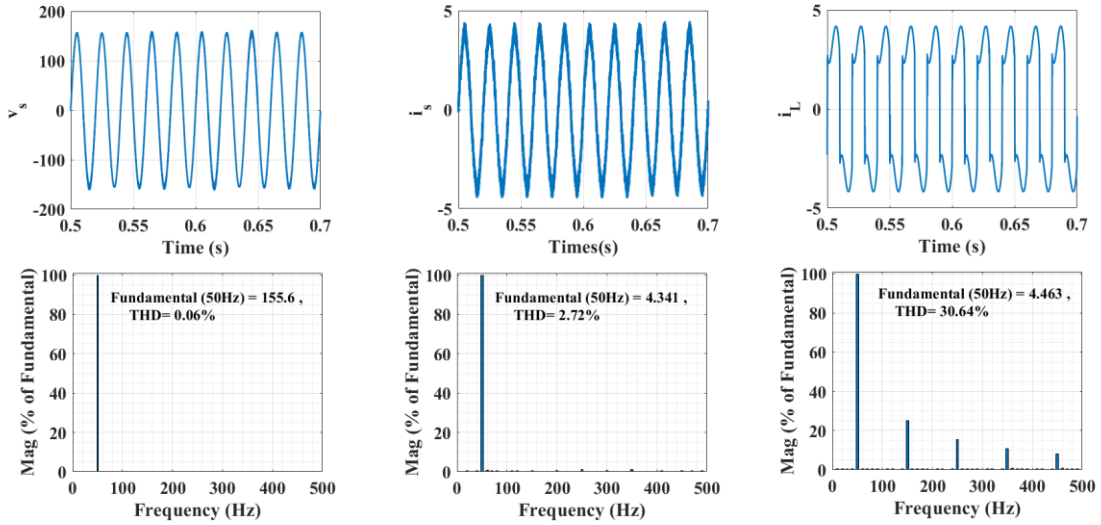 200
100
0
-100
-200
v_s
0.5 0.55 0.6 0.65 0.7
Time (s)
5
0
-5
i_s
0.5 0.55 0.6 0.65 0.7
Times(s)
5
0
-5
i_L
0.5 0.55 0.6 0.65 0.7
Time (s)
100
80
60
40
20
0
Mag (% of Fundamental)
Fundamental (50Hz) = 155.6 ,
THD= 0.06%
0 100 200 300 400 500
Frequency (Hz)
100
80
60
40
20
0
Mag (% of Fundamental)
Fundamental (50Hz) = 4.341 ,
THD= 2.72%
0 100 200 300 400 500
Frequency (Hz)
100
80
60
40
20
0
Mag (% of Fundamental)
Fundamental (50Hz) = 4.463 ,
THD= 30.64%
0 100 200 300 400 500
Frequency (Hz)